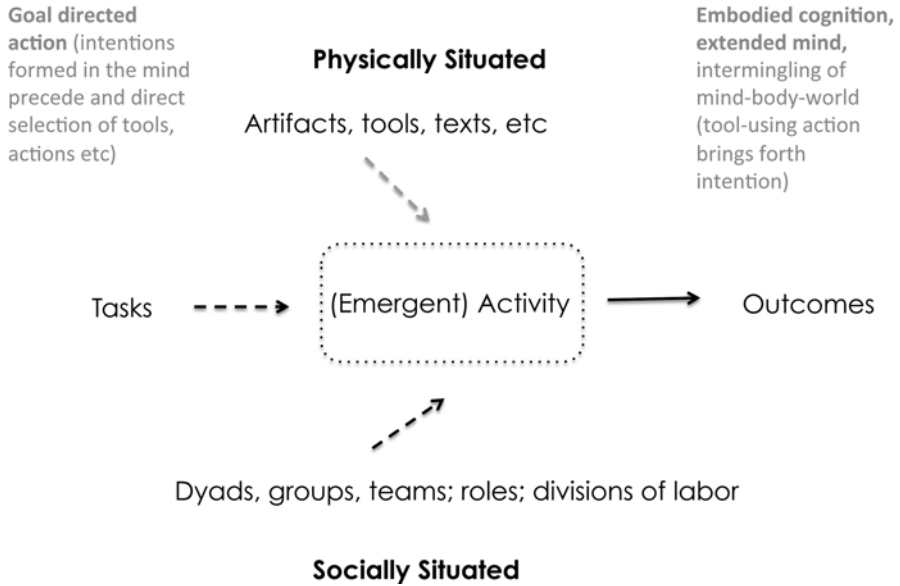 Goal directed
action (intentions
formed in the mind
precede and direct
selection of tools,
actions etc)
Physically Situated
Artifacts, tools, texts, etc
Embodied cognition,
extended mind,
intermingling of
mind-body-world
(tool-using action
brings forth
intention)
Tasks
(Emergent) Activity
Outcomes
Dyads, groups, teams; roles; divisions of labor
Socially Situated